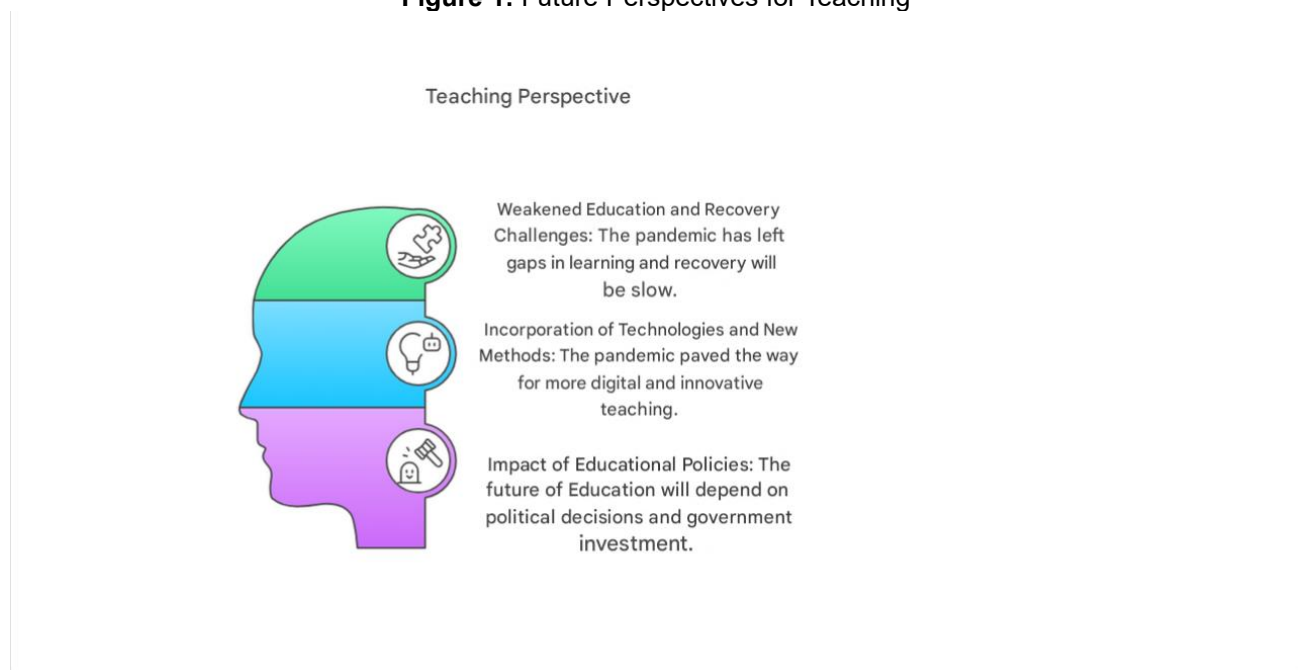 Figure 1. Future Perspectives for Teaching
Teaching Perspective
Weakened Education and Recovery
Challenges: The pandemic has left
gaps in learning and recovery will
be slow.
Incorporation of Technologies and New
Methods: The pandemic paved the way
for more digital and innovative
teaching.
Impact of Educational Policies: The
future of Education will depend on
political decisions and government
investment.